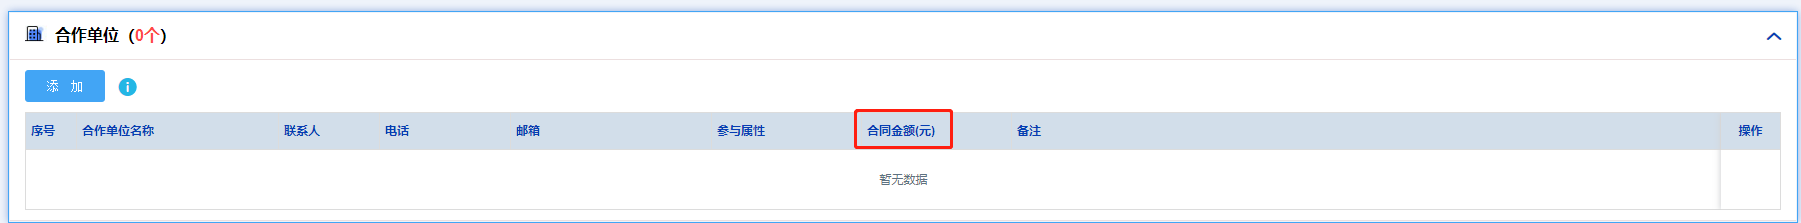 合作单位（0个）
添 加
序号 合作单位名称 联系人 电话 邮箱 参与属性 合同金额(元) 备注 操作
暂无数据